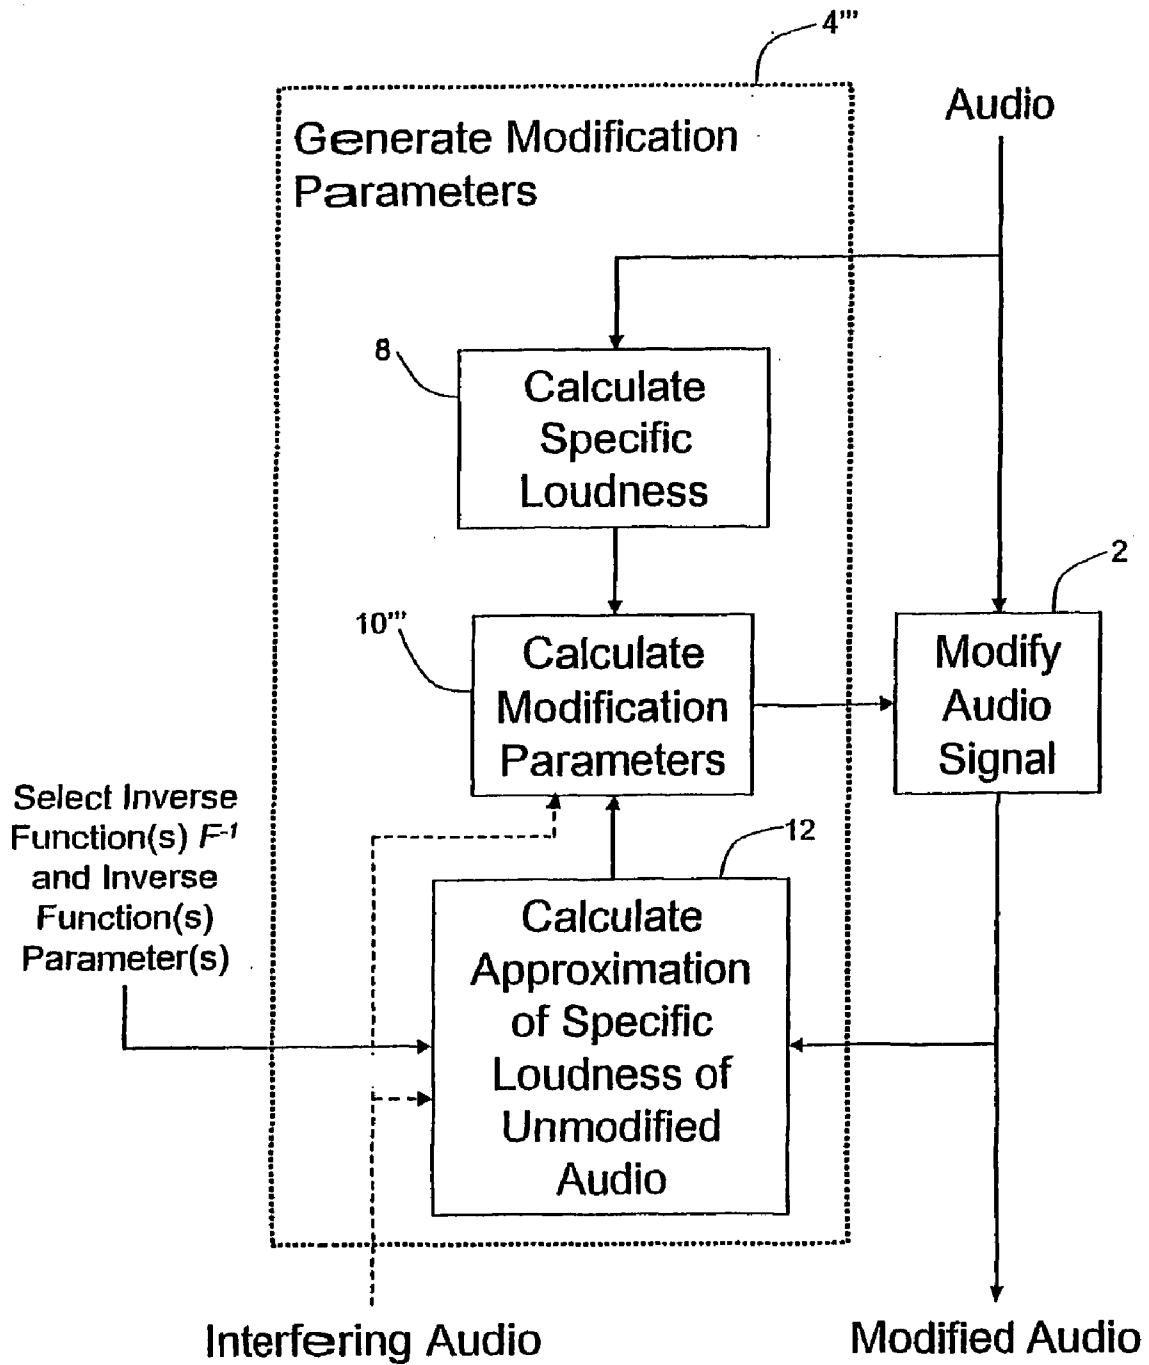 4'''
Audio
Generate Modification
Parameters
8
Calculate
Specific
Loudness
2
10'''
Calculate
Modification
Parameters
Modify
Audio
Signal
Select Inverse
Function(s) F-1
and Inverse
Function(s)
Parameter(s)
12
Calculate
Approximation
of Specific
Loudness of
Unmodified
Audio
Interfering Audio
Modified Audio